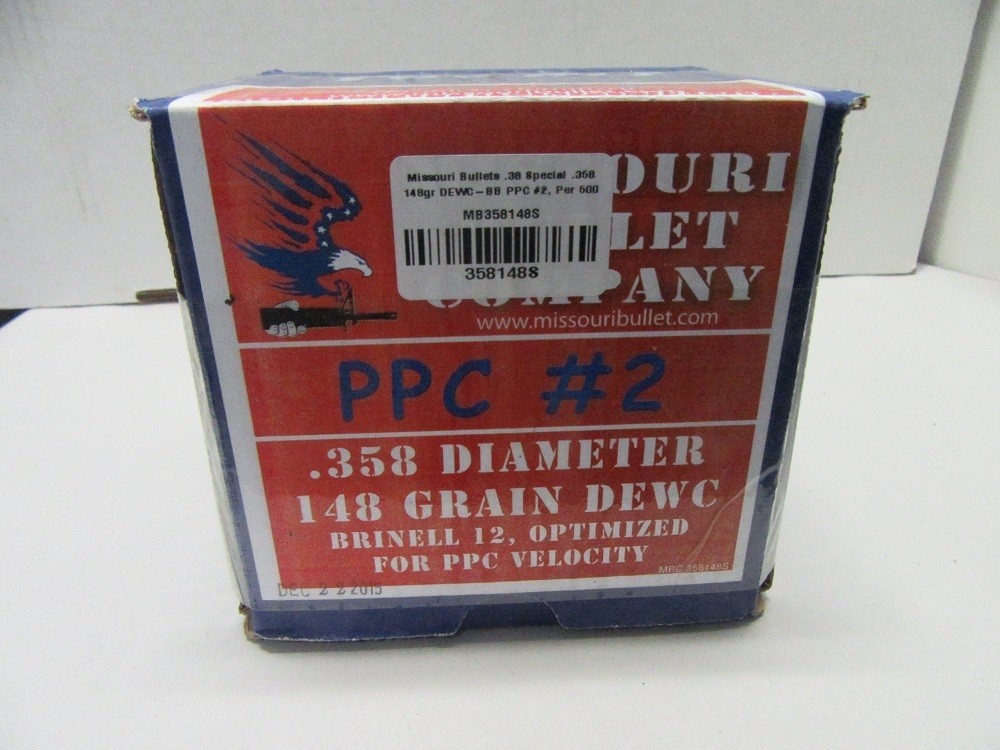 Missouri Bullets .38 Special .358
148gr DEWC-BB PPC #2, Per 500
MB358148S
358148S
OURI
LET
COMPANY
www.missouribullet.com
PPC #2
.358 DIAMETER
148 GRAIN DEWC
BRINELL 12, OPTIMIZED
FOR PPC VELOCITY
MBC 358148S
DEC 2 2 2015